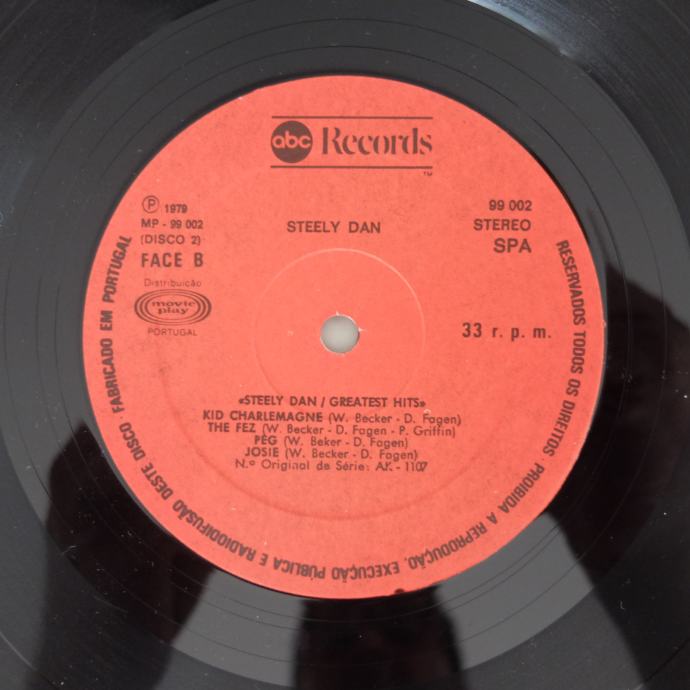 abc Records
TM
℗ 1979
MP - 99 002
(DISCO 2)
FACE B
Distribuição
movie play
PORTUGAL
STEELY DAN
99 002
STEREO
SPA
33 r. p. m.
«STEELY DAN / GREATEST HITS»
KID CHARLEMAGNE (W. Becker - D. Fagen)
THE FEZ (W. Becker - D. Fagen - P. Griffin)
PEG (W. Beker - D. Fagen)
JOSIE (W. Becker - D. Fagen)
N.º Original de Série: AK - 1107
RESERVADOS TODOS OS DIREITOS. PROIBIDA A REPRODUÇÃO, EXECUÇÃO PÚBLICA E RADIODIFUSÃO DESTE DISCO. FABRICADO EM PORTUGAL